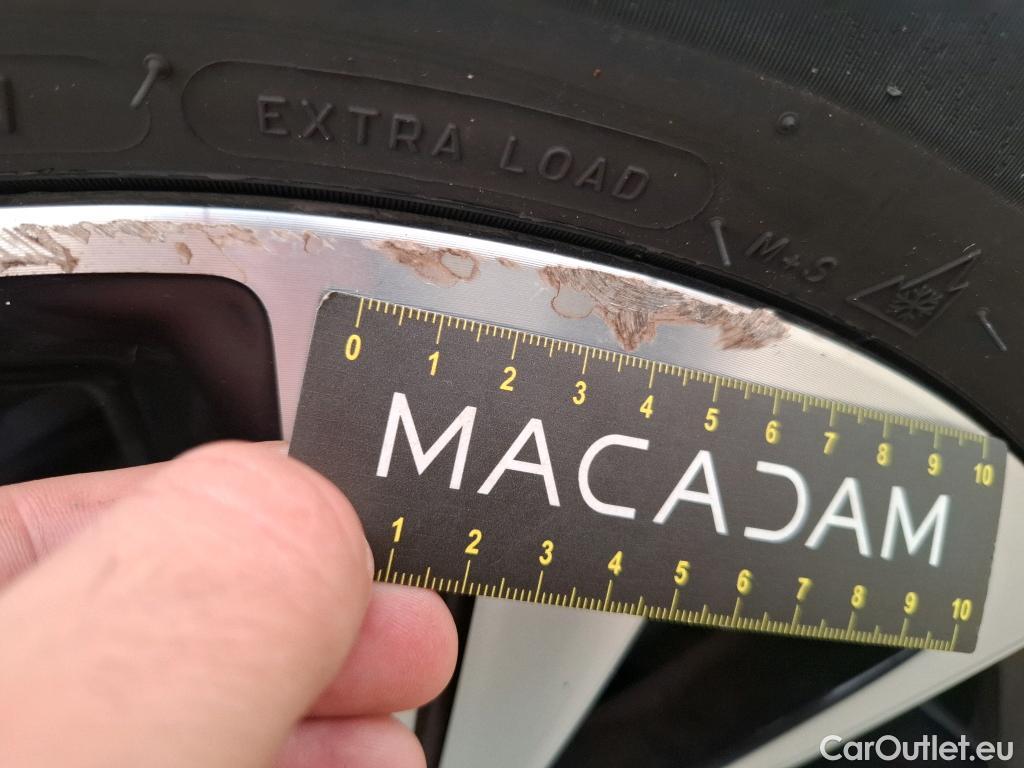 EXTRA LOAD
M+S
0 1 2 3 4 5 6 7 8 9 10
MACADAM
1 2 3 4 5 6 7 8 9 10
CarOutlet.eu